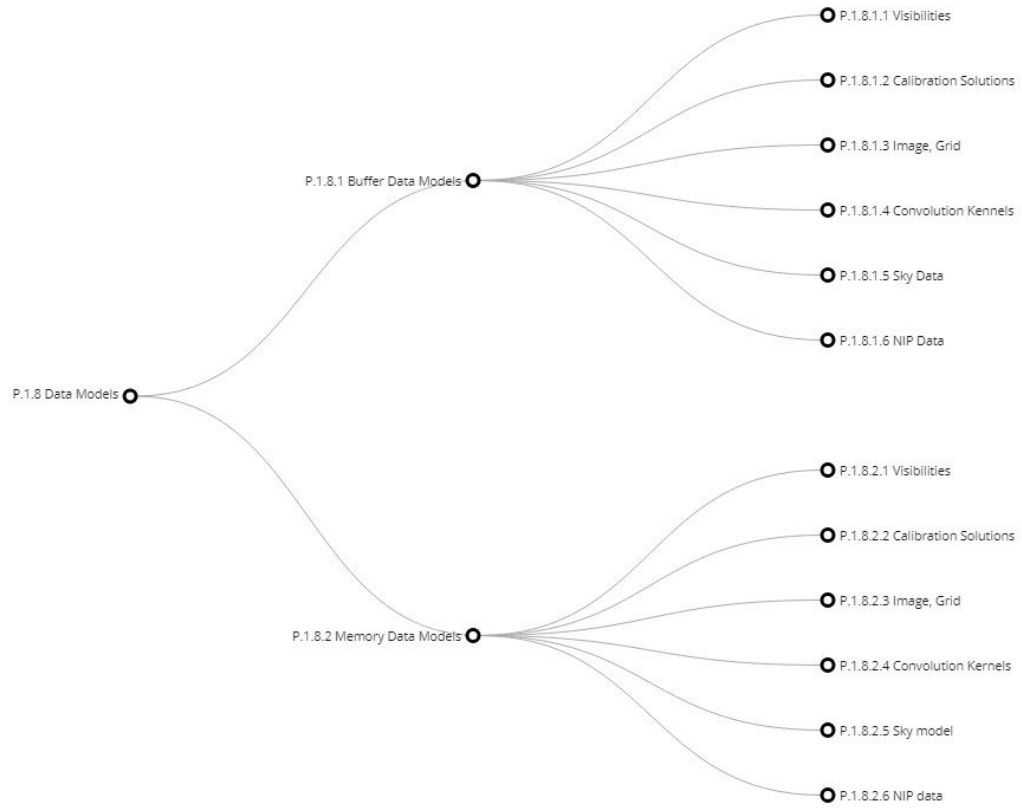 P.1.8 Data Models
P.1.8.1 Buffer Data Models
P.1.8.1.1 Visibilities
P.1.8.1.2 Calibration Solutions
P.1.8.1.3 Image, Grid
P.1.8.1.4 Convolution Kennels
P.1.8.1.5 Sky Data
P.1.8.1.6 NIP Data
P.1.8.2 Memory Data Models
P.1.8.2.1 Visibilities
P.1.8.2.2 Calibration Solutions
P.1.8.2.3 Image, Grid
P.1.8.2.4 Convolution Kernels
P.1.8.2.5 Sky model
P.1.8.2.6 NIP data